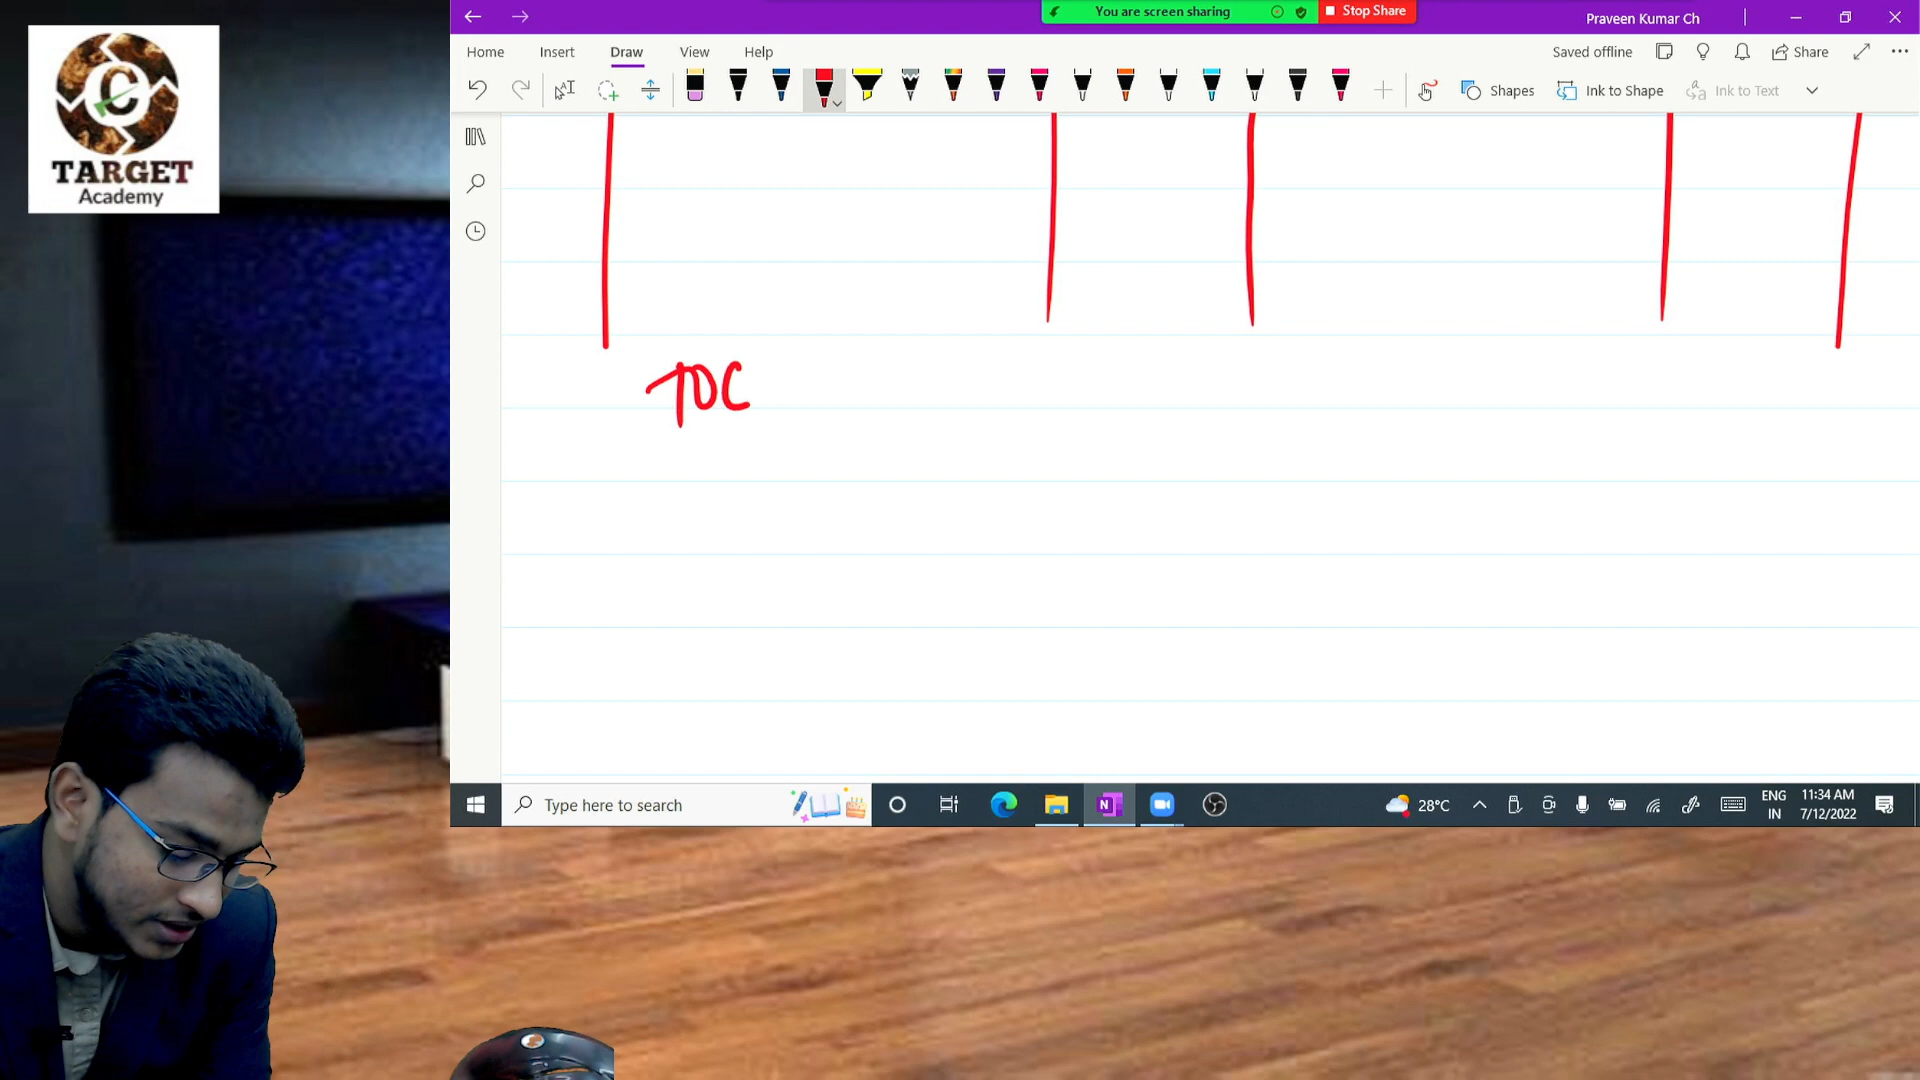 TARGET
Academy
You are screen sharing
Stop Share
Praveen Kumar Ch
Home Insert Draw View Help
Saved offline
Share
Shapes
Ink to Shape
Ink to Text
TOC
Type here to search
28°C
ENG
IN
11:34 AM
7/12/2022